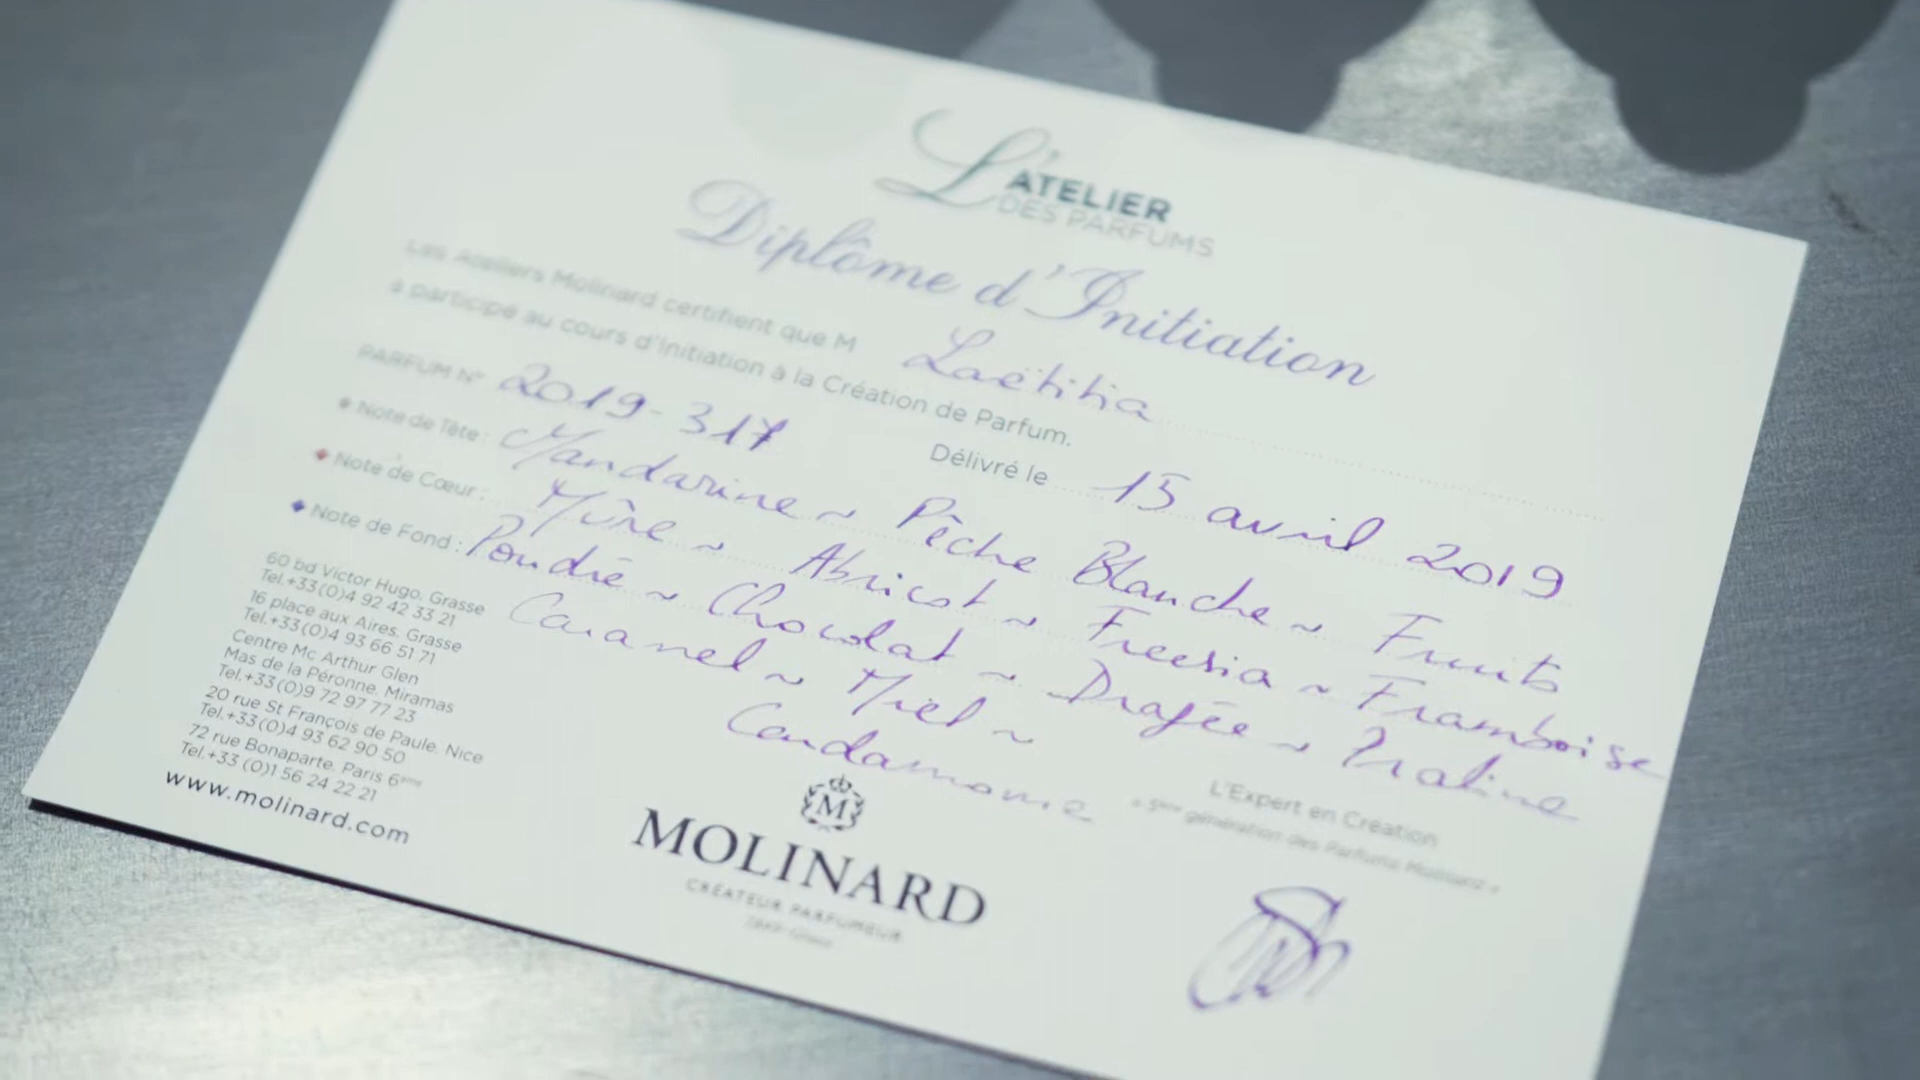 L'ATELIER
DES PARFUMS
Diplôme d'Initiation
Les Ateliers Molinard certifient que M Laëtitia
à participé au cours d'Initiation à la Création de Parfum.
PARFUM N° 2019-317 Délivré le 15 avril 2019
Note de Tête : Mandarine ~ Pêche Blanche ~ Fruits
Note de Cœur : Mûre ~ Abricot ~ Freesia ~ Framboise
Note de Fond : Poudré ~ Chocolat ~ Dragée ~ Praline
Caramel ~ Miel ~
Cardamome
60 bd Victor Hugo, Grasse
Tel.+33(0)4 92 42 33 21
16 place aux Aires, Grasse
Tel.+33(0)4 93 66 51 71
Centre Mc Arthur Glen
Mas de la Péronne, Miramas
Tel.+33(0)9 72 97 77 23
20 rue St François de Paule, Nice
Tel.+33(0)4 93 62 90 50
72 rue Bonaparte, Paris 6ème
Tel.+33 (0)1 56 24 22 21
www.molinard.com
M
MOLINARD
CRÉATEUR PARFUMEUR
L'Expert en Création
« 5ème génération des Parfums Molinard »